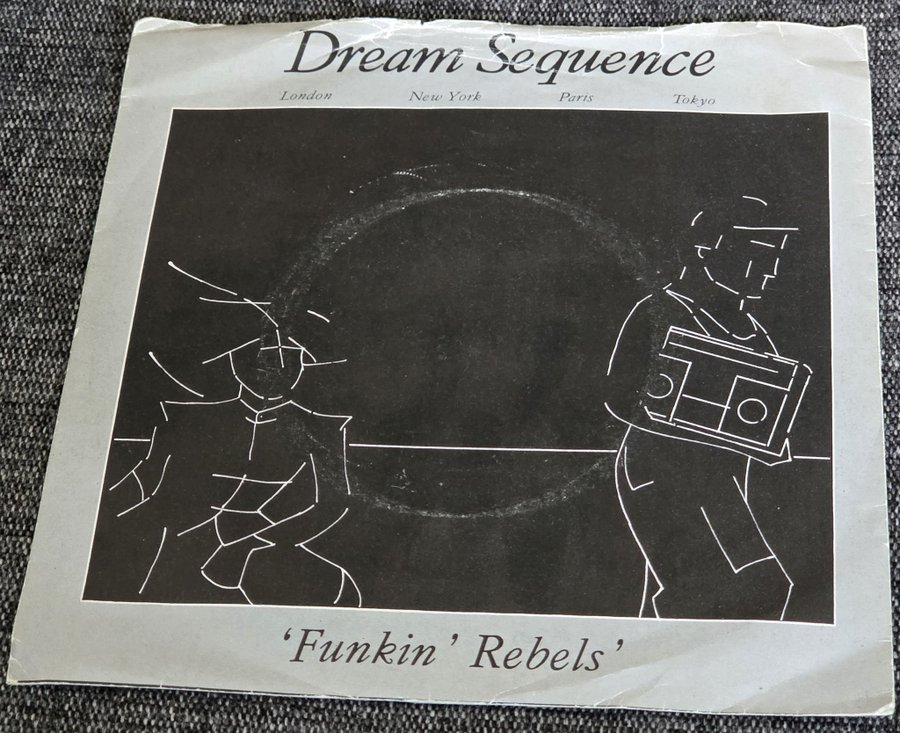 Dream Sequence
London New York Paris Tokyo
‘Funkin’ Rebels’